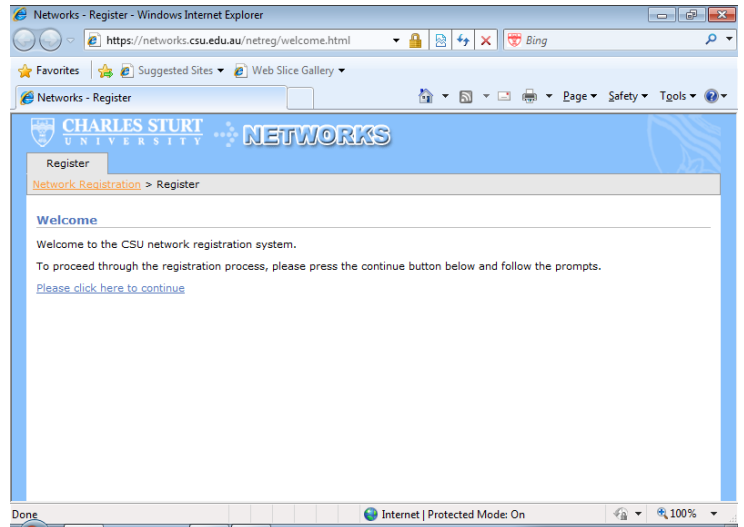 Networks - Register - Windows Internet Explorer
https://networks.csu.edu.au/netreg/welcome.html Bing
Favorites Suggested Sites Web Slice Gallery
Networks - Register Page Safety Tools
CHARLES STURT
UNIVERSITY
NETWORKS
Register
Network Registration > Register
Welcome
Welcome to the CSU network registration system.
To proceed through the registration process, please press the continue button below and follow the prompts.
Please click here to continue
Done Internet | Protected Mode: On 100%